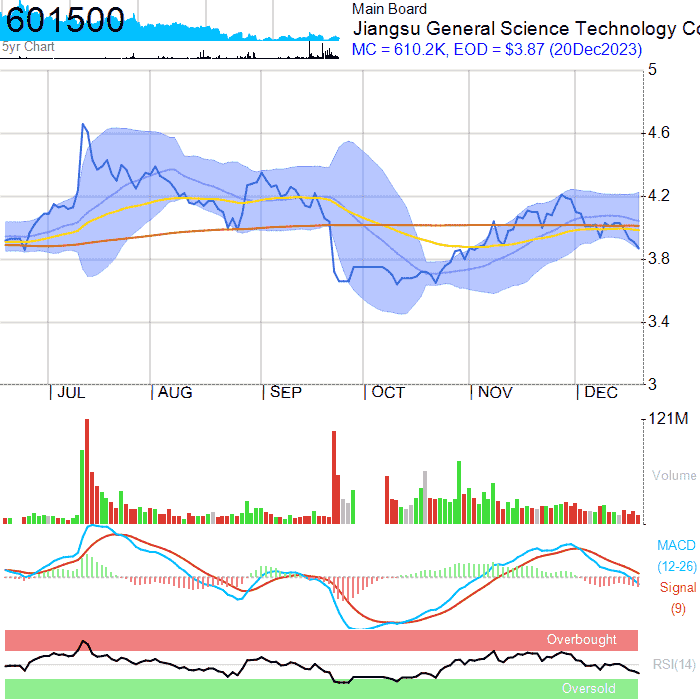 601500
5yr Chart
Main Board
Jiangsu General Science Technology Co
MC = 610.2K, EOD = $3.87 (20Dec2023)
5
4.6
4.2
3.8
3.4
3
JUL
AUG
SEP
OCT
NOV
DEC
121M
Volume
MACD
(12-26)
Signal
(9)
Overbought
RSI(14)
Oversold